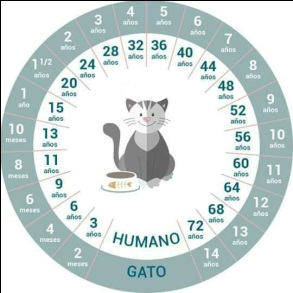 2
meses
4
meses
6
meses
8
meses
10
meses
1
año
1 1/2
años
2
años
3
años
4
años
5
años
6
años
7
años
8
años
9
años
10
años
11
años
12
años
13
años
14
años
3
años
6
años
9
años
11
años
13
años
15
años
20
años
24
años
28
años
32
años
36
años
40
años
44
años
48
años
52
años
56
años
60
años
64
años
68
años
72
años
HUMANO
GATO